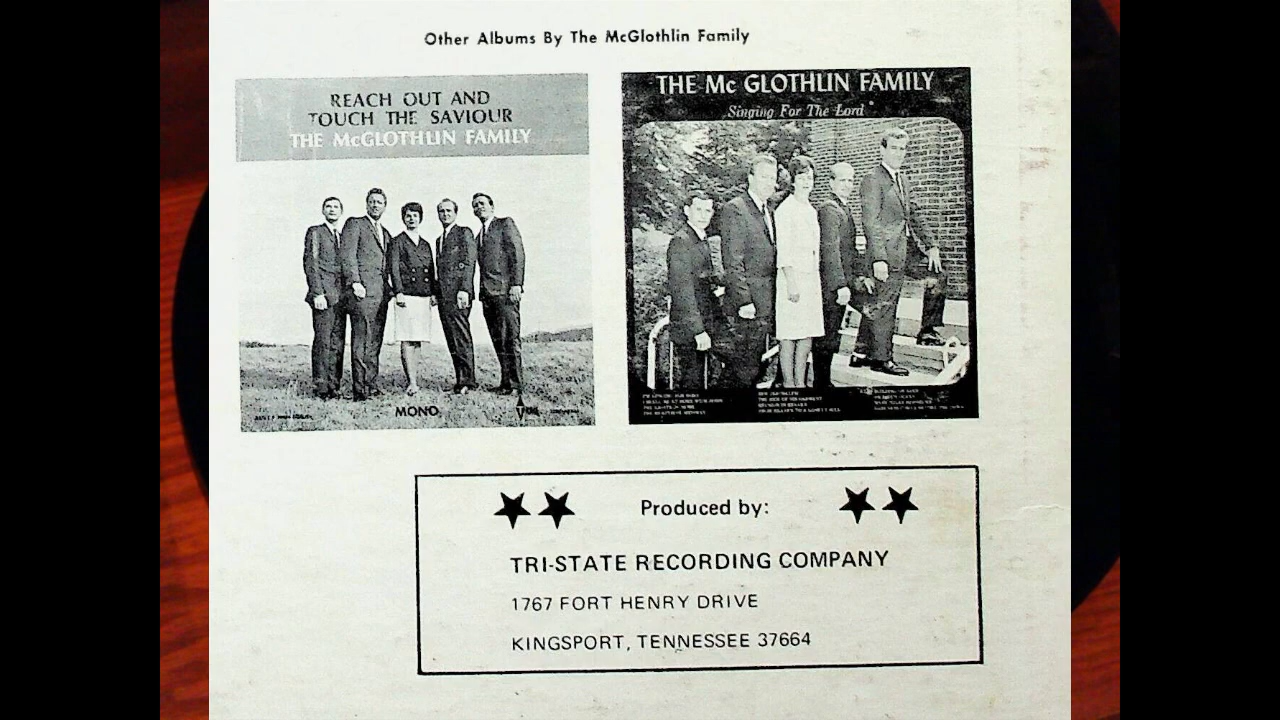 Other Albums By The McGlothlin Family
REACH OUT AND
TOUCH THE SAVIOUR
THE McGLOTHLIN FAMILY
MONO
THE Mc GLOTHLIN FAMILY
Singing For The Lord
Produced by:
TRI-STATE RECORDING COMPANY
1767 FORT HENRY DRIVE
KINGSPORT, TENNESSEE 37664